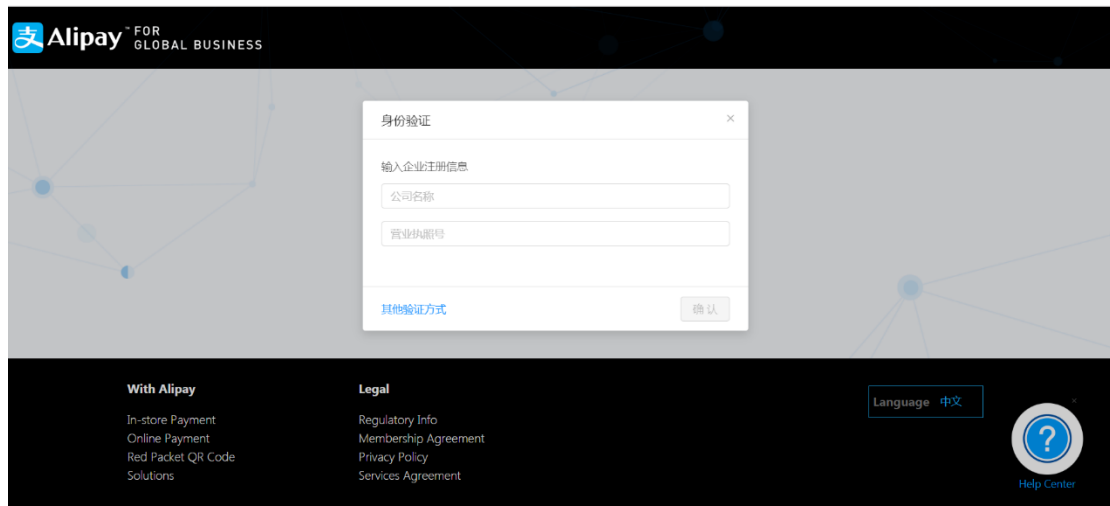 支 Alipay™ FOR
GLOBAL BUSINESS
身份验证 ×
输入企业注册信息
公司名称
营业执照号
其他验证方式 确 认
With Alipay
In-store Payment
Online Payment
Red Packet QR Code
Solutions
Legal
Regulatory Info
Membership Agreement
Privacy Policy
Services Agreement
Language 中文
×
?
Help Center